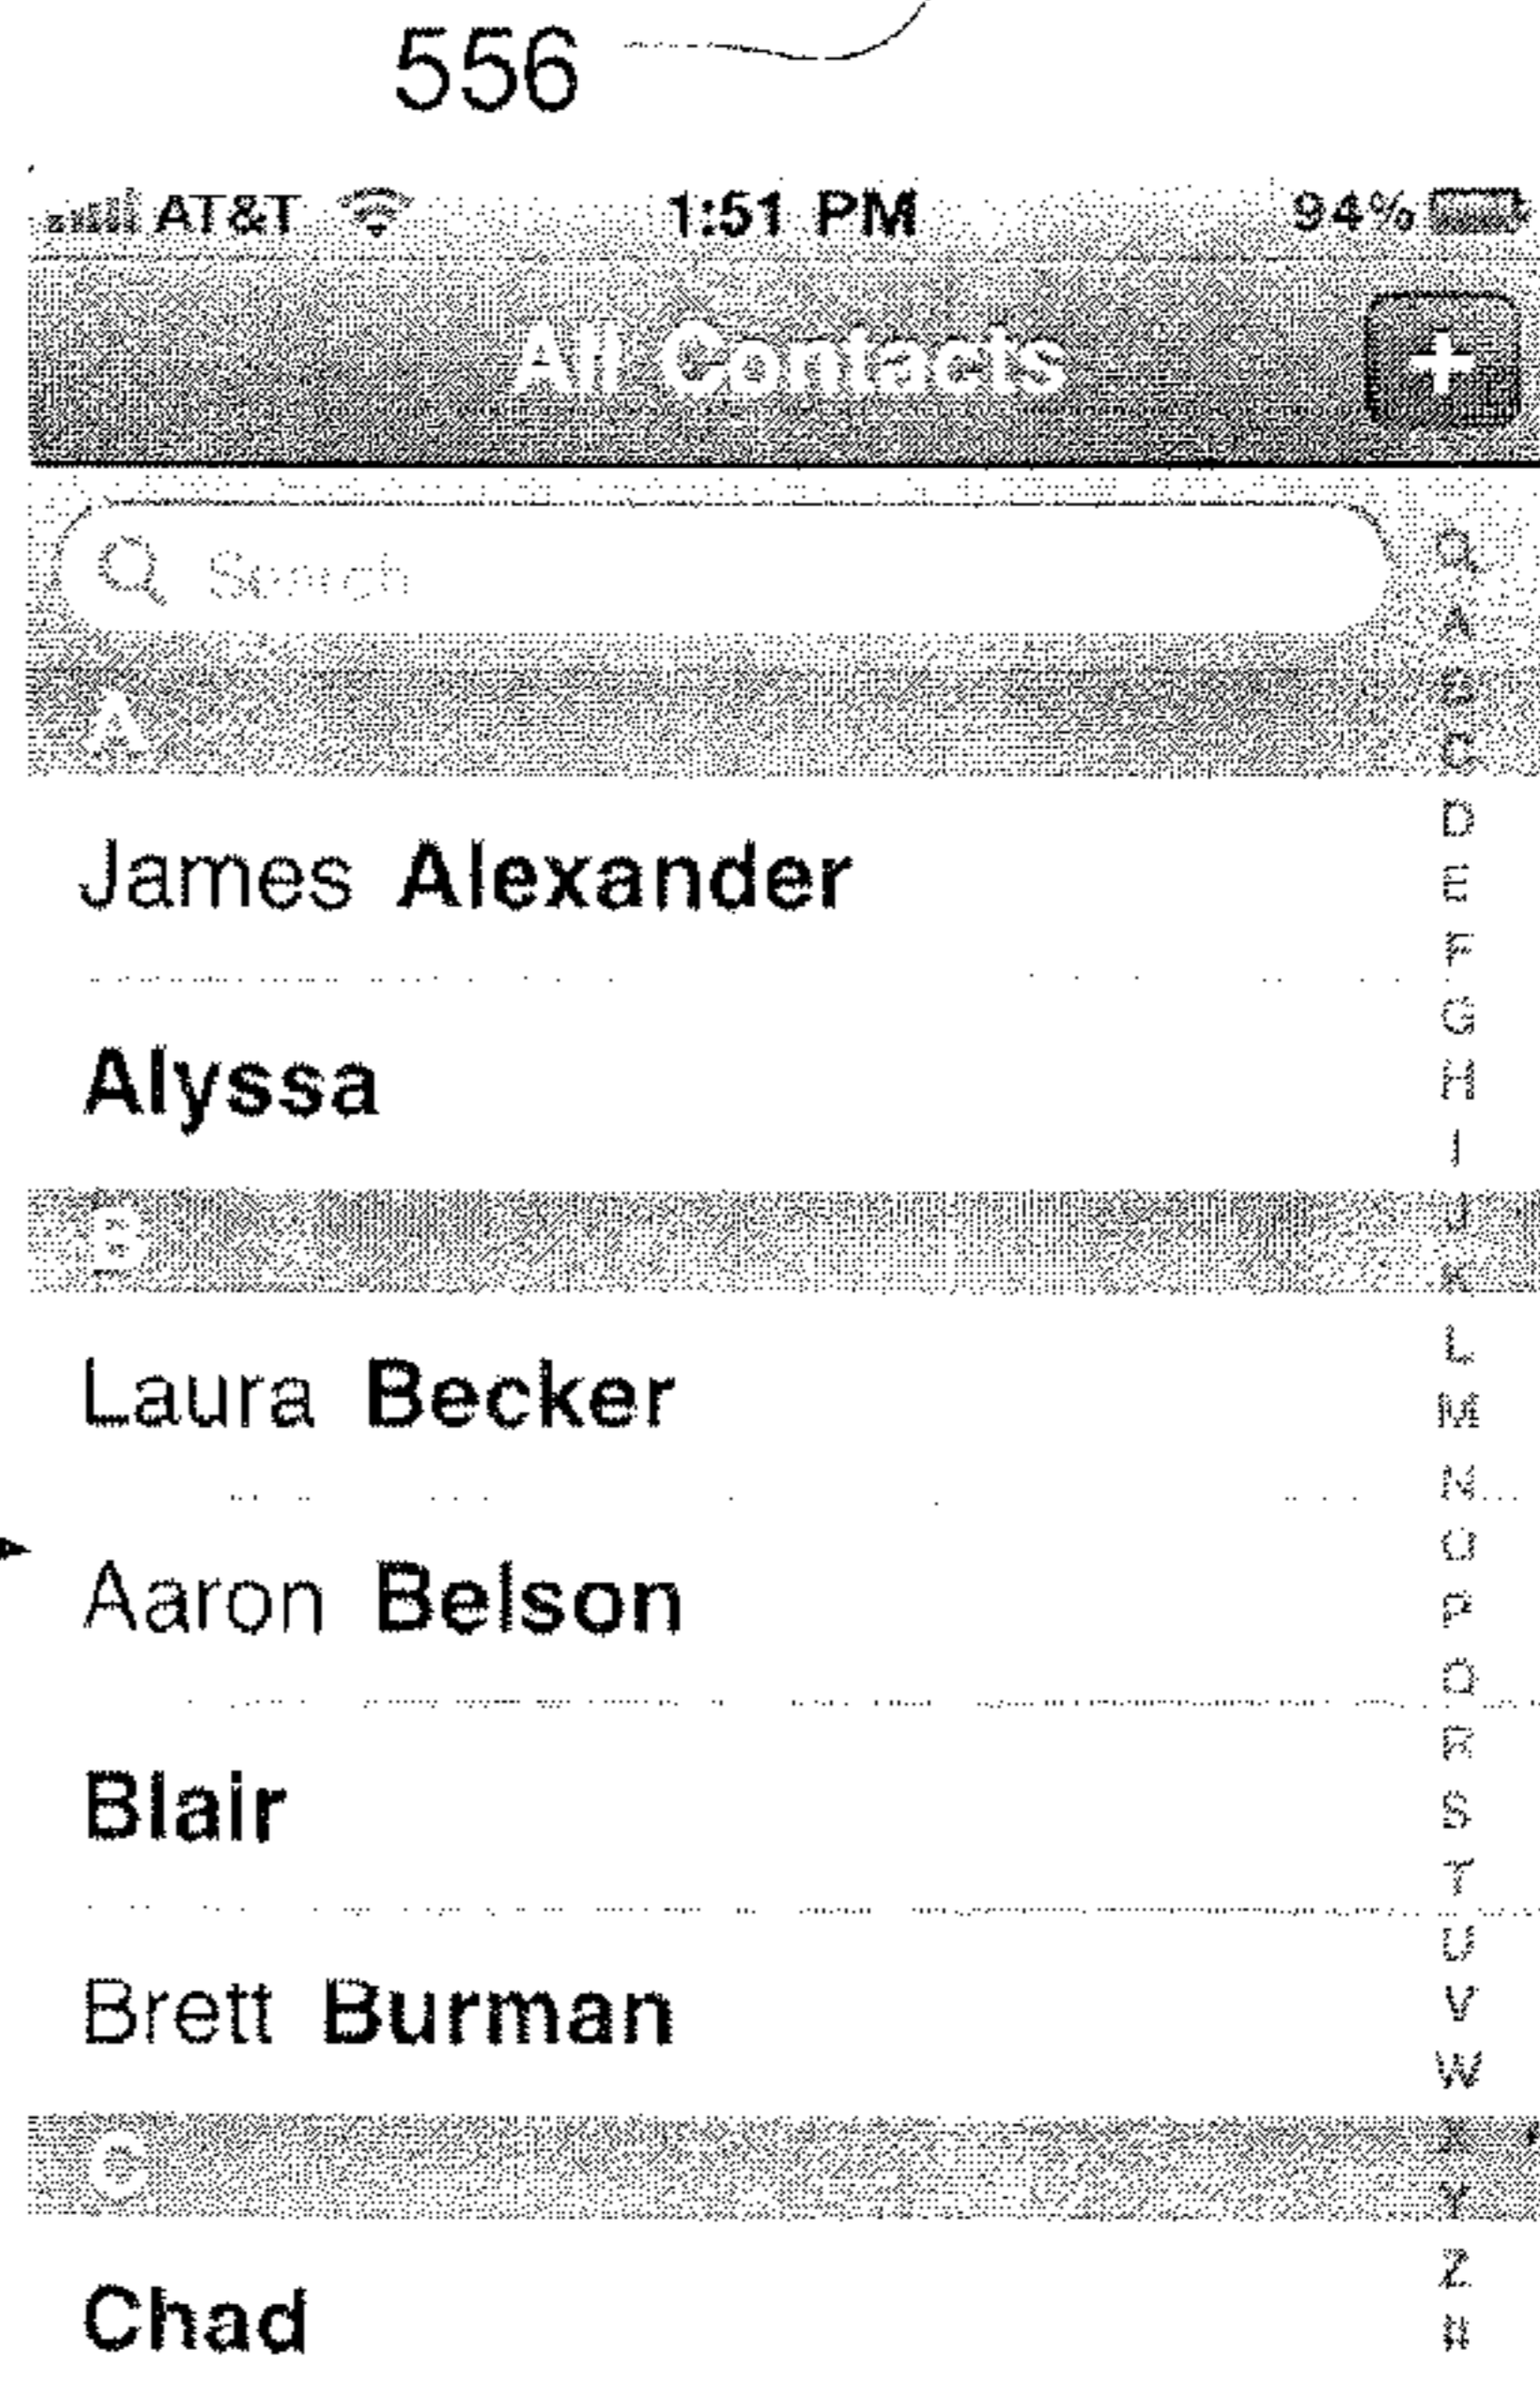 556
AT&T 1:51 PM 94%
All Contacts +
Search
A
James Alexander
Alyssa
B
Laura Becker
Aaron Belson
Blair
Brett Burman
C
Chad
A
B
C
D
E
F
G
H
I
J
K
L
M
N
O
P
Q
R
S
T
U
V
W
X
Y
Z
#